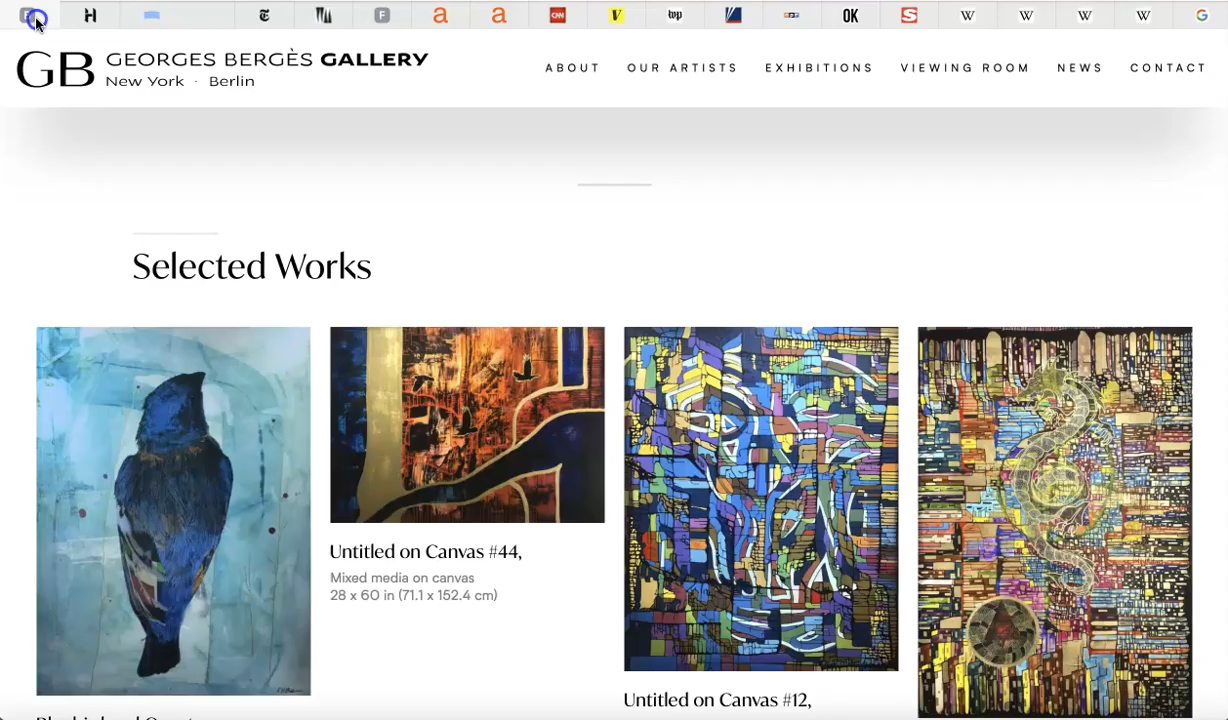 GB GEORGES BERGÈS GALLERY
New York · Berlin
ABOUT OUR ARTISTS EXHIBITIONS VIEWING ROOM NEWS CONTACT
Selected Works
Untitled on Canvas #44,
Mixed media on canvas
28 x 60 in (71.1 x 152.4 cm)
Untitled on Canvas #12,